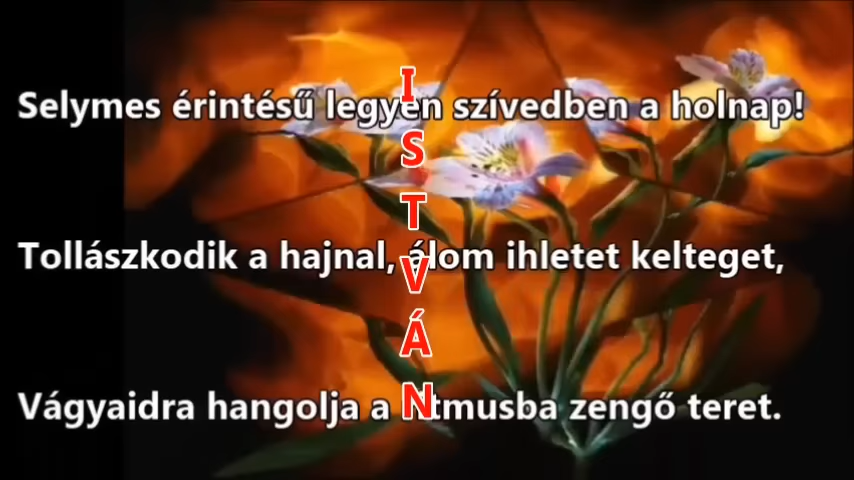 Selymes érintésű legyen szívedben a holnap!
Tollászkodik a hajnal, álom ihletet kelteget,
Vágyaidra hangolja a zengő teret.
ISTVÁN